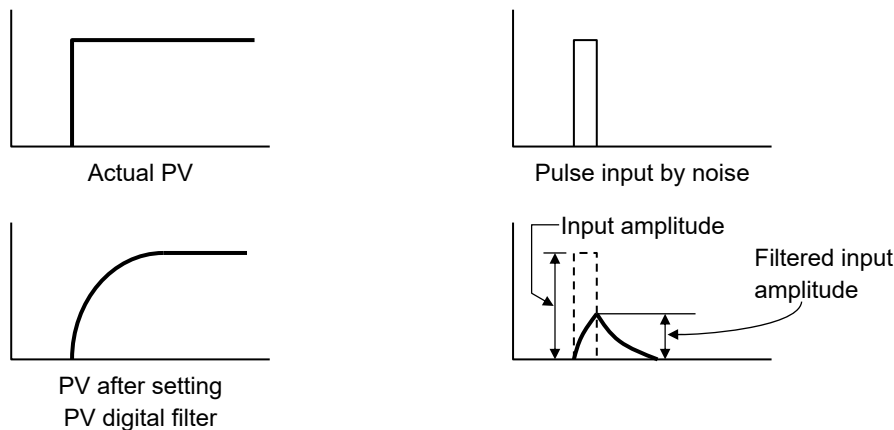 Actual PV
Pulse input by noise
Input amplitude
Filtered input
amplitude
PV after setting
PV digital filter